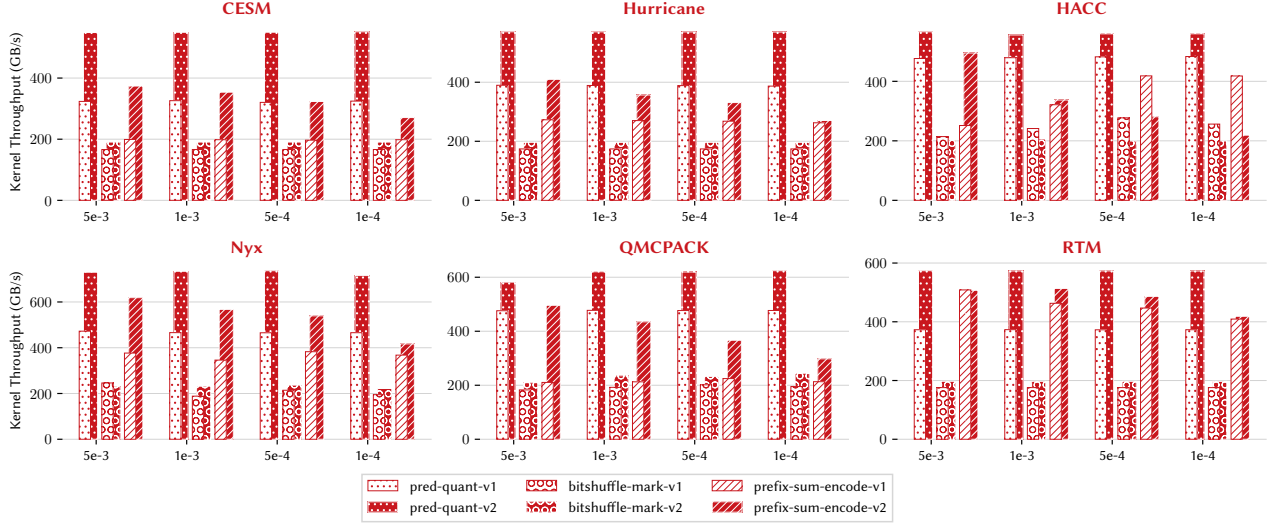 CESM
Hurricane
HACC
Kernel Throughput (GB/s)
400
200
0
5e-3
1e-3
5e-4
1e-4
400
200
0
5e-3
1e-3
5e-4
1e-4
400
200
0
5e-3
1e-3
5e-4
1e-4
Nyx
QMCPACK
RTM
Kernel Throughput (GB/s)
600
400
200
0
5e-3
1e-3
5e-4
1e-4
600
400
200
0
5e-3
1e-3
5e-4
1e-4
600
400
200
0
5e-3
1e-3
5e-4
1e-4
pred-quant-v1
pred-quant-v2
bitshuffle-mark-v1
bitshuffle-mark-v2
prefix-sum-encode-v1
prefix-sum-encode-v2